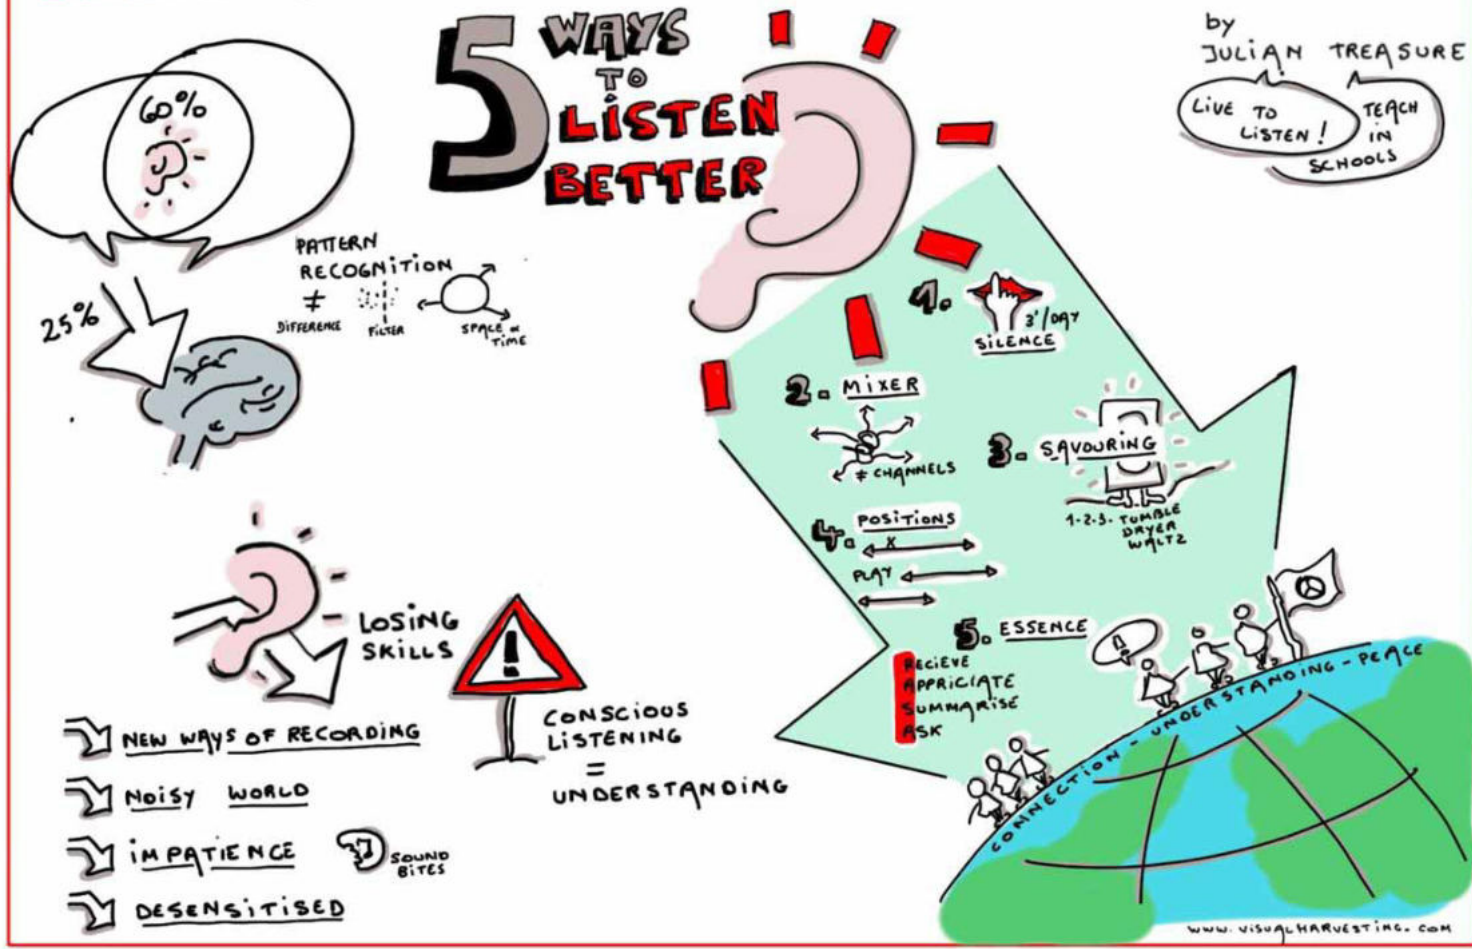 5 WAYS
TO
LISTEN
BETTER
by
JULIAN TREASURE
LIVE TO
LISTEN!
TEACH
IN
SCHOOLS
60%
25%
PATTERN
RECOGNITION
≠
DIFFERENCE
FILTER
SPACE &
TIME
1.
3'/DAY
SILENCE
2. MIXER
≠ CHANNELS
3. SAVOURING
1-2-3- TUMBLE
DRYER
WALTZ
4. POSITIONS
X
PLAY
5. ESSENCE
RECIEVE
APPRICIATE
SUMMARISE
ASK
LOSING
SKILLS
!
CONSCIOUS
LISTENING
=
UNDERSTANDING
NEW WAYS OF RECORDING
NOISY WORLD
IMPATIENCE
SOUND
BITES
DESENSITISED
CONNECTION - UNDERSTANDING - PEACE
WWW.VISUALHARVESTING.COM